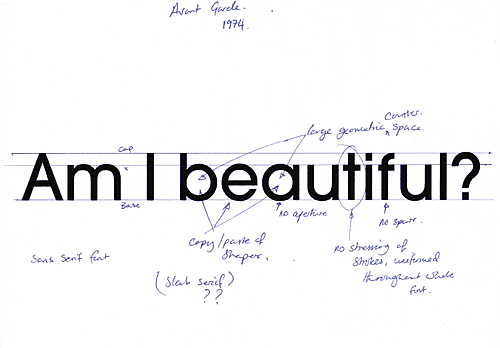 Avant Garde.
1974.
Counter.
large geometric ^ space.
cap
x
Am I beautiful?
Base
no aperture
no spur.
Copy/paste of
Shapes.
no stressing of
strokes, uniformed
throughout whole
font.
Sans Serif font
(Slab serif)
??